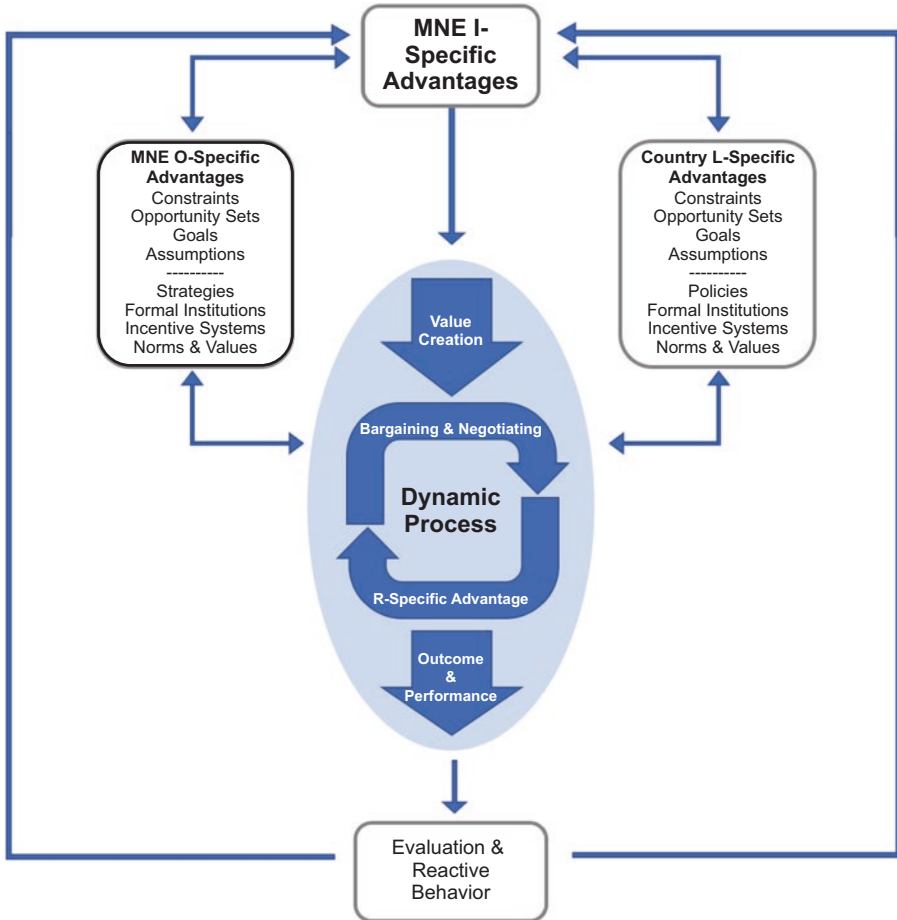 MNE I-
Specific
Advantages
MNE O-Specific
Advantages
Constraints
Opportunity Sets
Goals
Assumptions
----------
Strategies
Formal Institutions
Incentive Systems
Norms & Values
Country L-Specific
Advantages
Constraints
Opportunity Sets
Goals
Assumptions
----------
Policies
Formal Institutions
Incentive Systems
Norms & Values
Value
Creation
Bargaining & Negotiating
Dynamic
Process
R-Specific Advantage
Outcome
&
Performance
Evaluation &
Reactive
Behavior